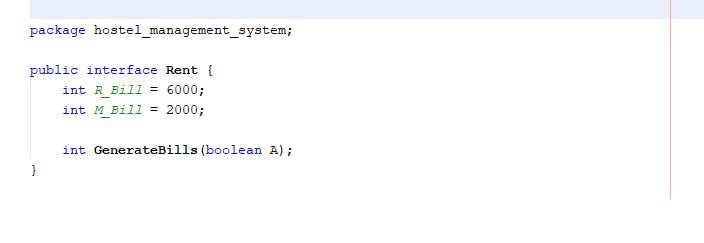 package hostel_management_system;
public interface Rent {
int R_Bill = 6000;
int M_Bill = 2000;
int GenerateBills(boolean A);
}